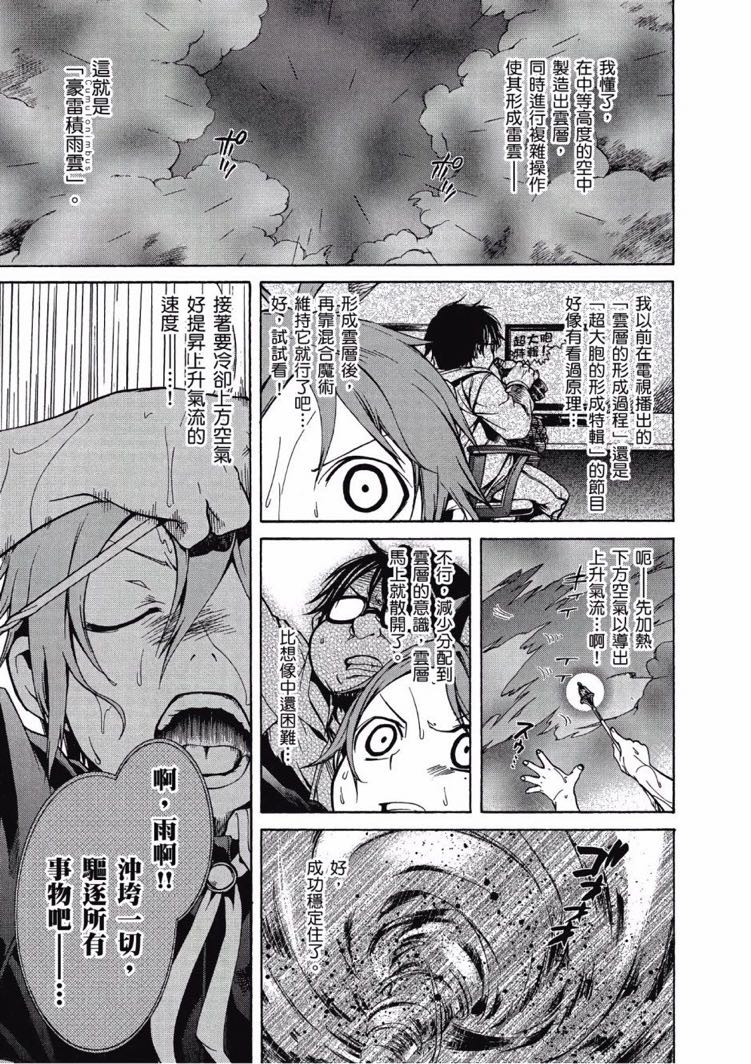 我懂了，
在中等高度的空中
製造出雲層，
同時進行複雜操作
使其形成雷雲——
ポ
ポ
這就是
「豪雷積雨雲」。
Cumulonimbus
我以前在電視播出的
「雲層的形成過程」還是
「超大胞的形成特輯」的節目
好像有看過原理…
形成雲層後，
再靠混合魔術
維持它就行了吧…
好，試試看！
呃——先加熱
下方空氣以導出
上升氣流…啊！
不行，減少分配到
雲層的意識，雲層
馬上就散開了。
比想像中還困難…
好，
成功穩定住了。
接著要冷卻上方空氣
好提昇上升氣流的
速度——…！
啊，雨啊!!
沖垮一切，
驅逐所有
事物吧——…